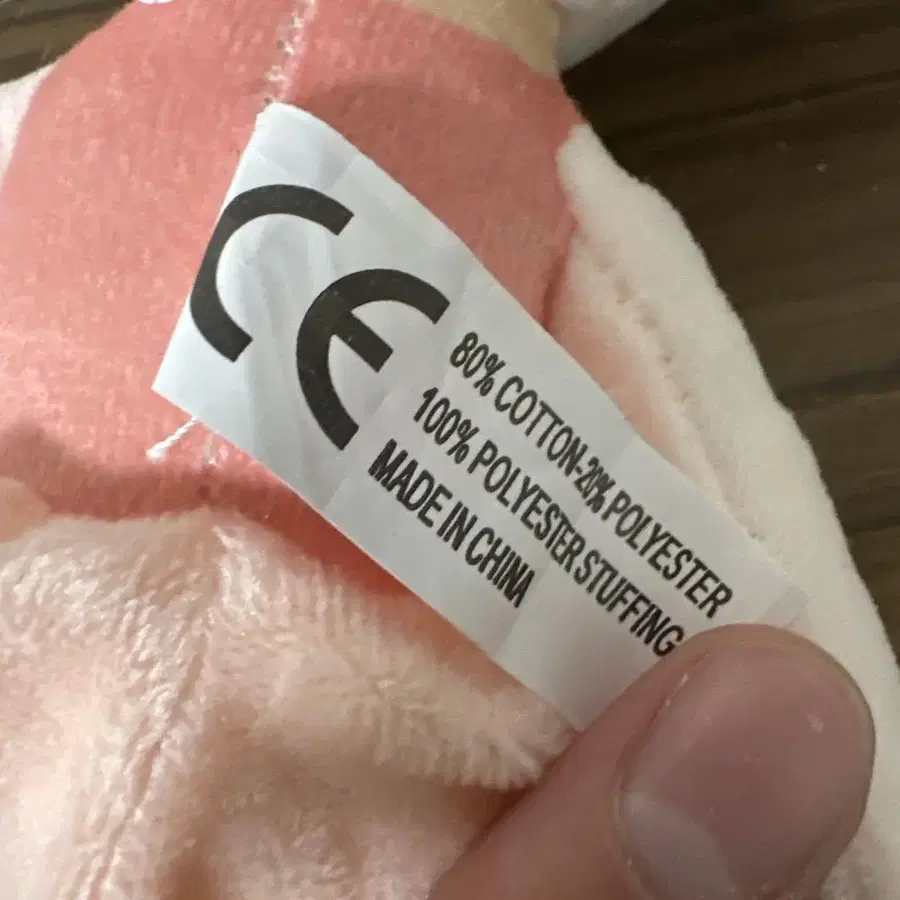 CE
80% COTTON-20% POLYESTER
100% POLYESTER STUFFING
MADE IN CHINA